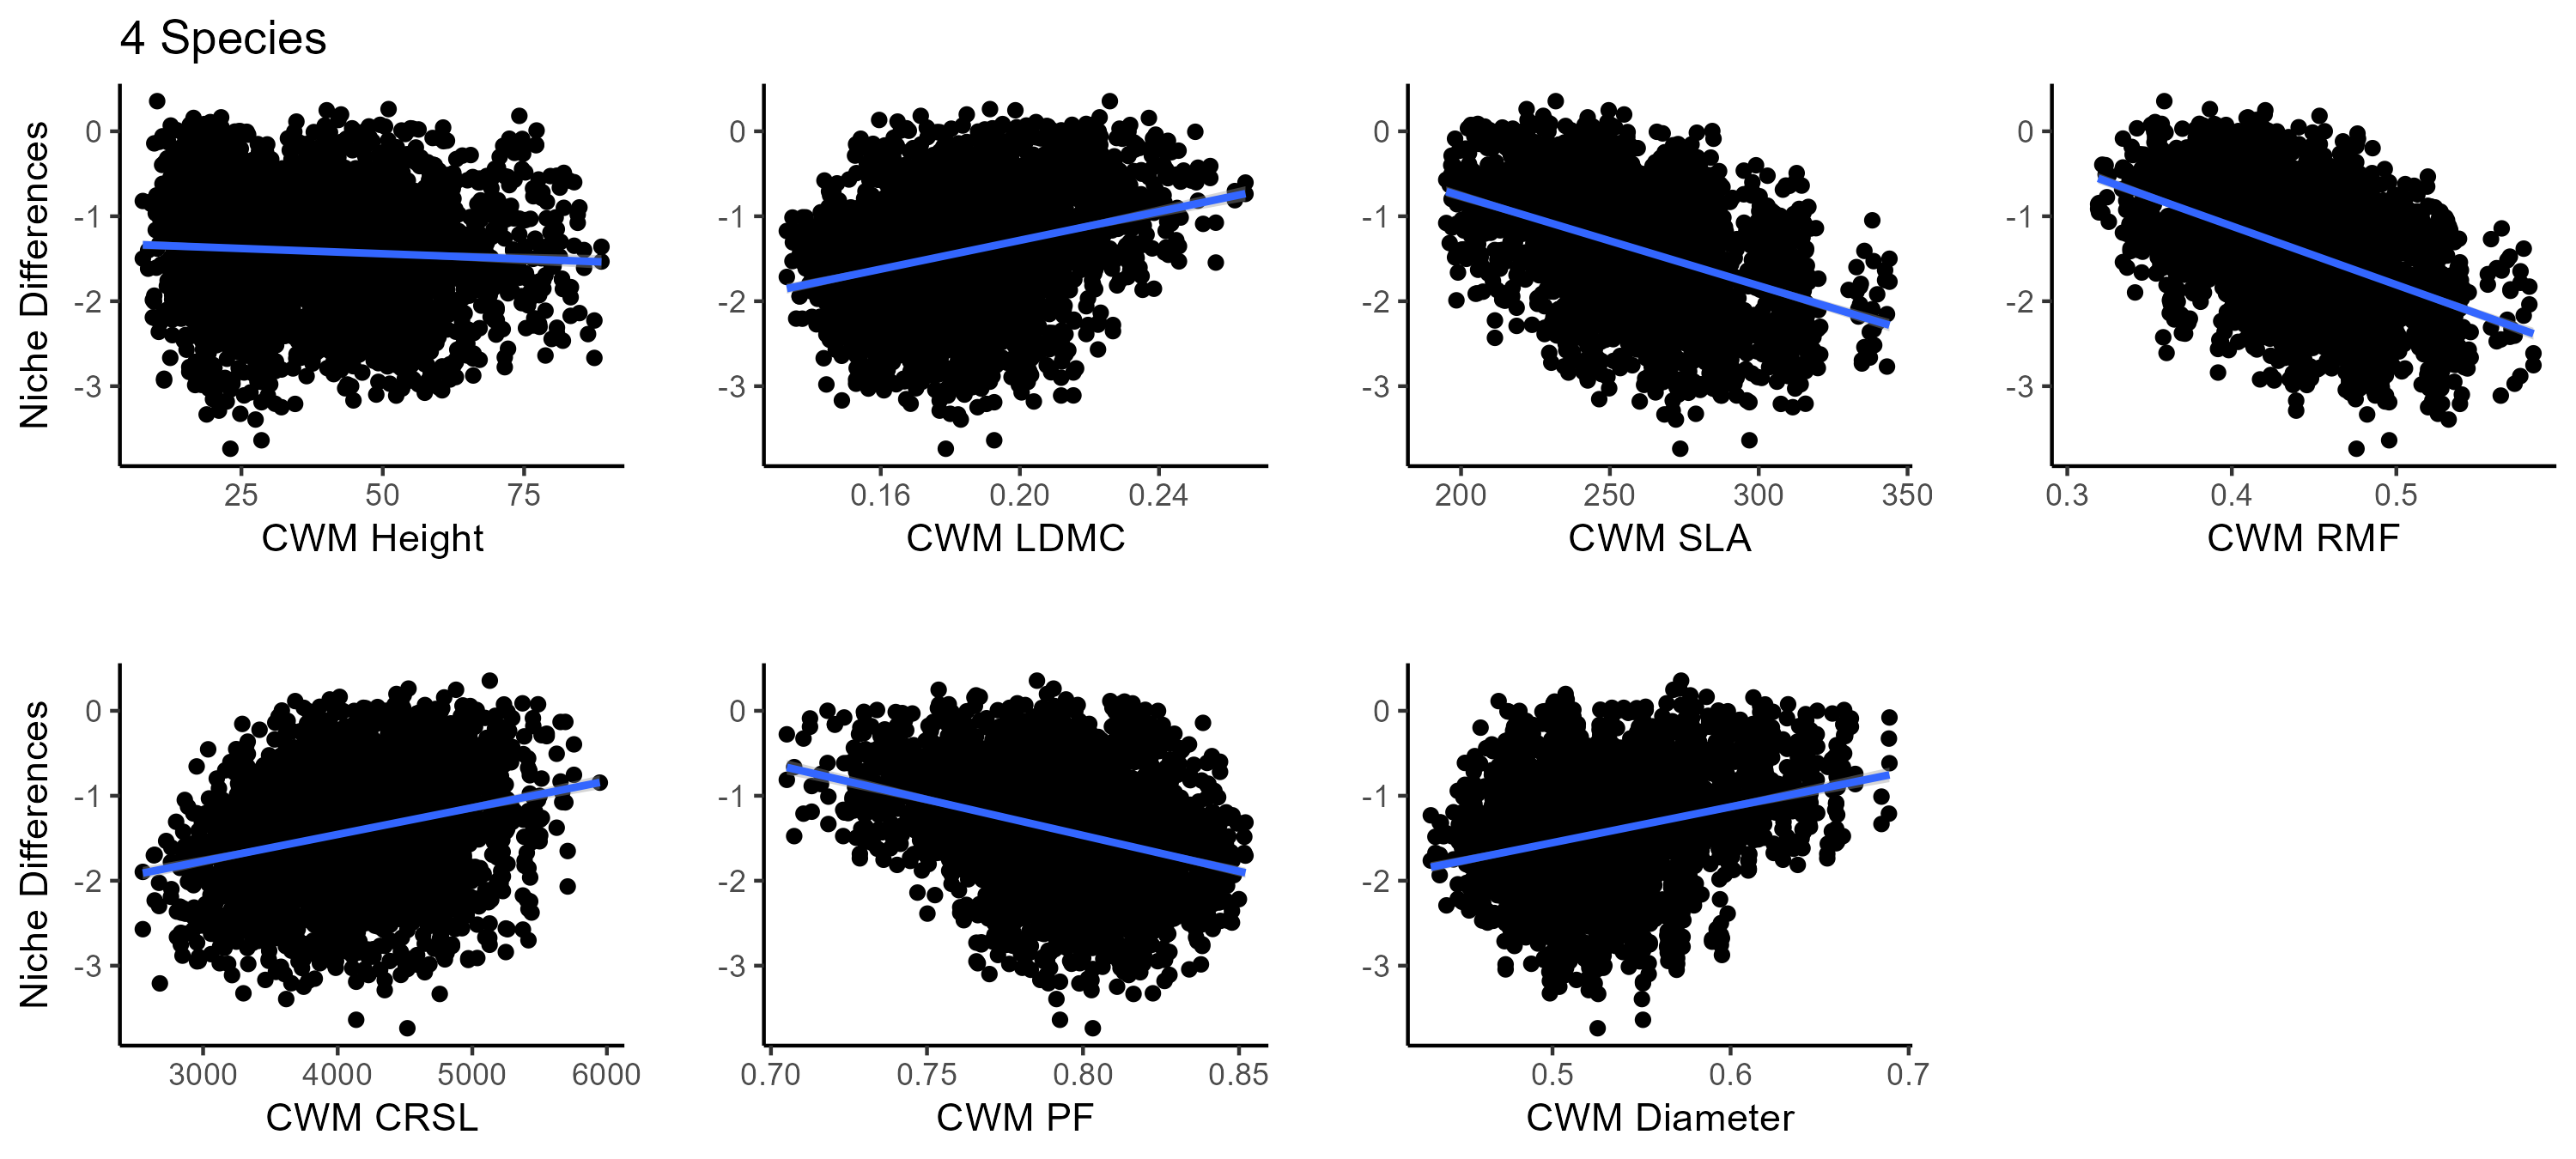 4 Species
Niche Differences
0
-1
-2
-3
25 50 75
CWM Height
0
-1
-2
-3
0.16 0.20 0.24
CWM LDMC
0
-1
-2
-3
200 250 300 350
CWM SLA
0
-1
-2
-3
0.3 0.4 0.5
CWM RMF
Niche Differences
0
-1
-2
-3
3000 4000 5000 6000
CWM CRSL
0
-1
-2
-3
0.70 0.75 0.80 0.85
CWM PF
0
-1
-2
-3
0.5 0.6 0.7
CWM Diameter